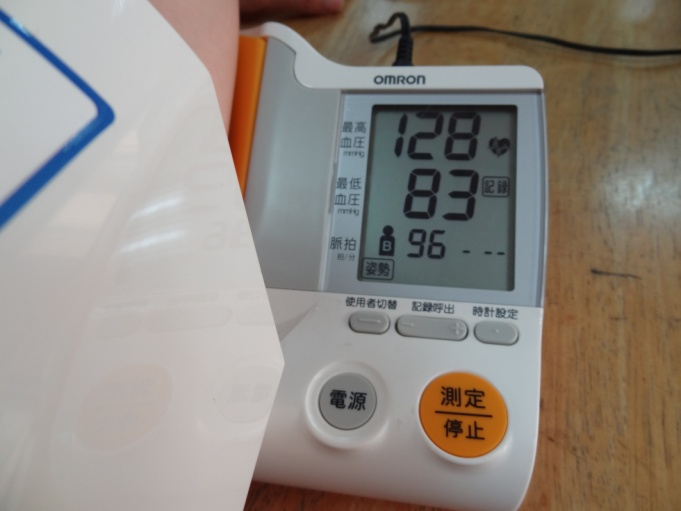 OMRON
最高
血圧
mmHg
128
最低
血圧
mmHg
83
記録
脈拍
拍/分
B
96
- --
姿勢
使用者切替
記録呼出
時計設定
− +
電源
測定
停止